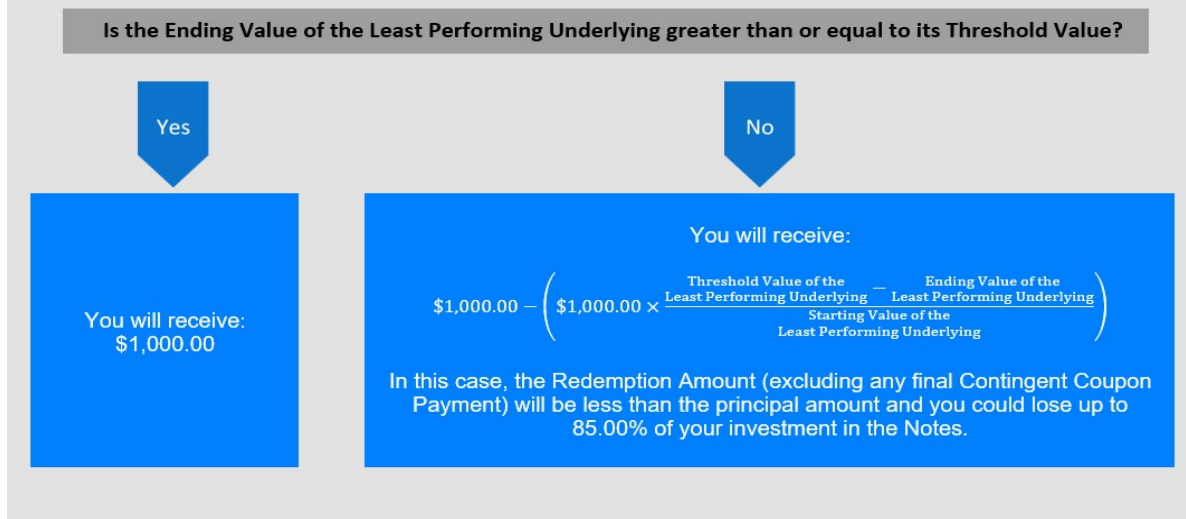 Is the Ending Value of the Least Performing Underlying greater than or equal to its Threshold Value?
Yes
No
You will receive:
$1,000.00
You will receive:
$1,000.00 − ( $1,000.00 × (Threshold Value of the Least Performing Underlying − Ending Value of the Least Performing Underlying) / Starting Value of the Least Performing Underlying )
In this case, the Redemption Amount (excluding any final Contingent Coupon
Payment) will be less than the principal amount and you could lose up to
85.00% of your investment in the Notes.